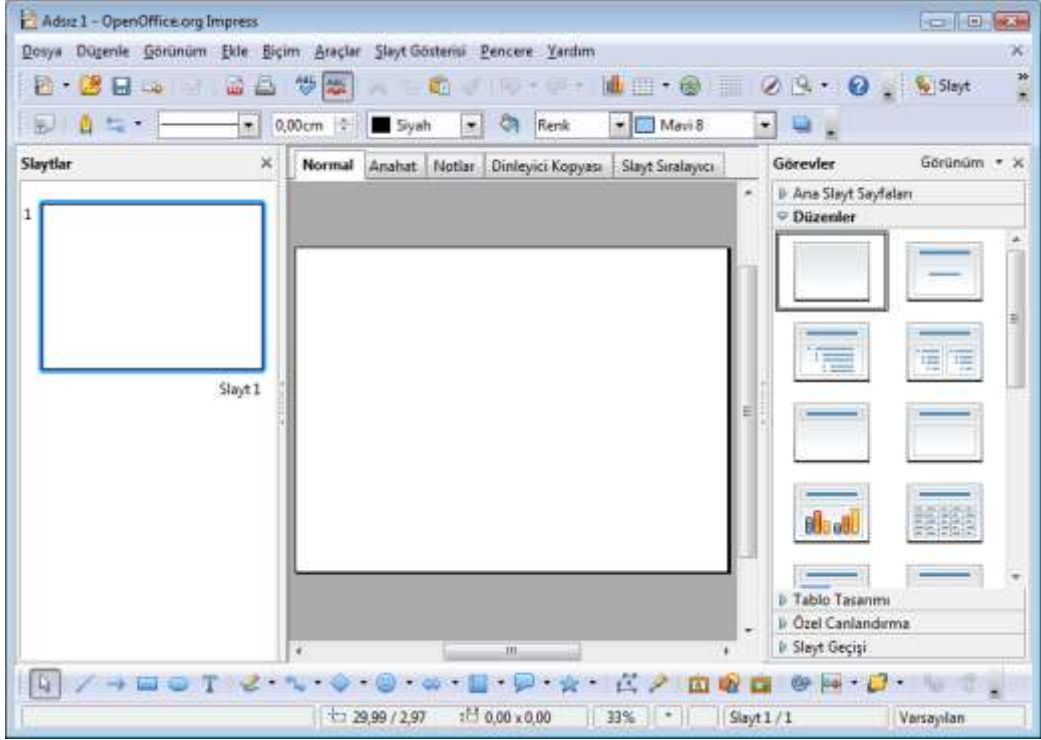 Adsız 1 - OpenOffice.org Impress
Dosya Düzenle Görünüm Ekle Biçim Araçlar Slayt Gösterisi Pencere Yardım
Slayt
0,00cm Siyah Renk Mavi 8
Slaytlar
Normal Anahat Notlar Dinleyici Kopyası Slayt Sıralayıcı
Görevler Görünüm
Ana Slayt Sayfaları
Düzenler
1
Slayt 1
Tablo Tasarımı
Özel Canlandırma
Slayt Geçişi
29,99 / 2,97 0,00 x 0,00 33% * Slayt 1 / 1 Varsayılan